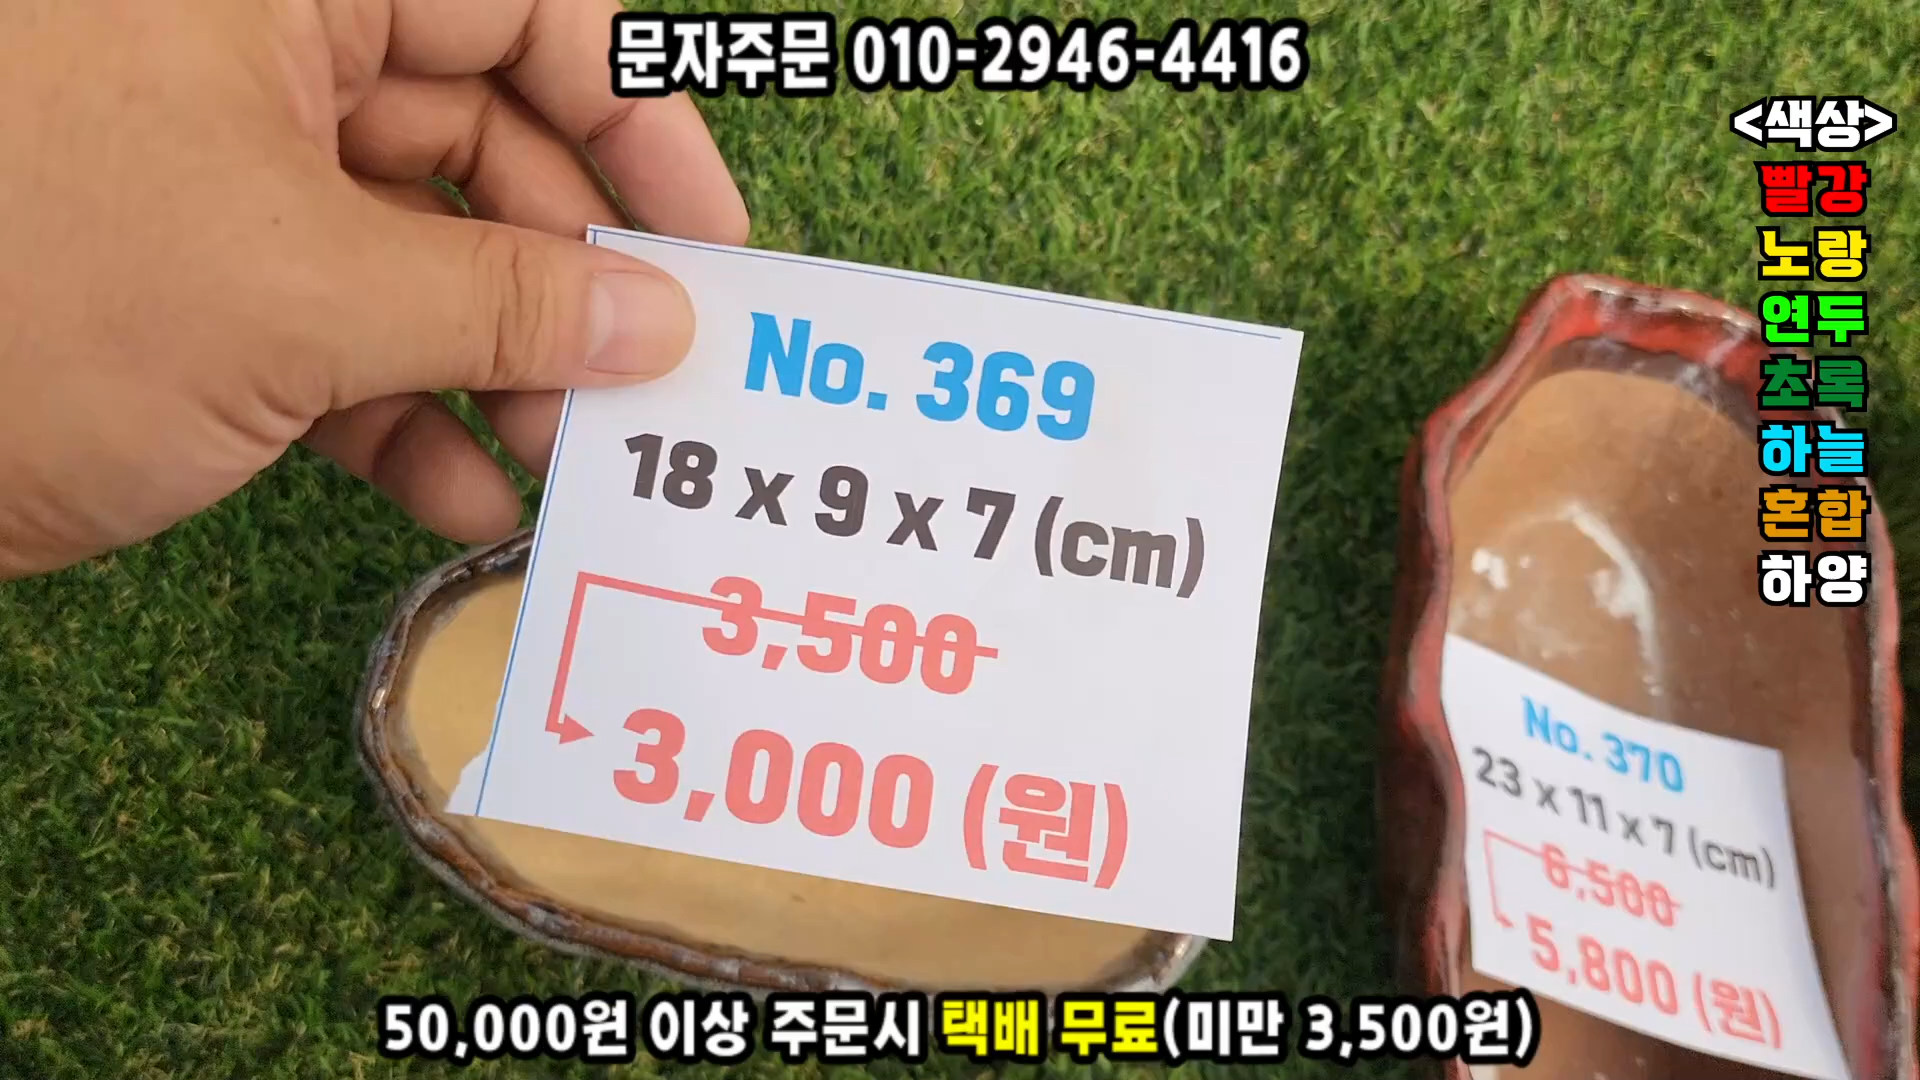 문자주문 010-2946-4416
<색상>
빨강
노랑
연두
초록
하늘
혼합
하양
No. 369
18 x 9 x 7 (cm)
3,500
3,000 (원)
No. 370
23 x 11 x 7 (cm)
6,500
5,800 (원)
50,000원 이상 주문시 택배 무료(미만 3,500원)